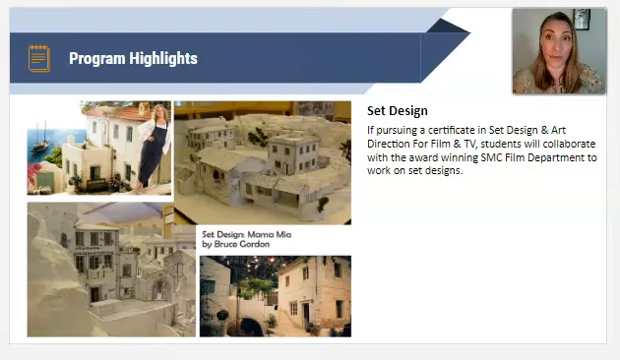 Program Highlights
Set Design
If pursuing a certificate in Set Design & Art
Direction For Film & TV, students will collaborate
with the award winning SMC Film Department to
work on set designs.
Set Design: Mama Mia
by Bruce Gordon